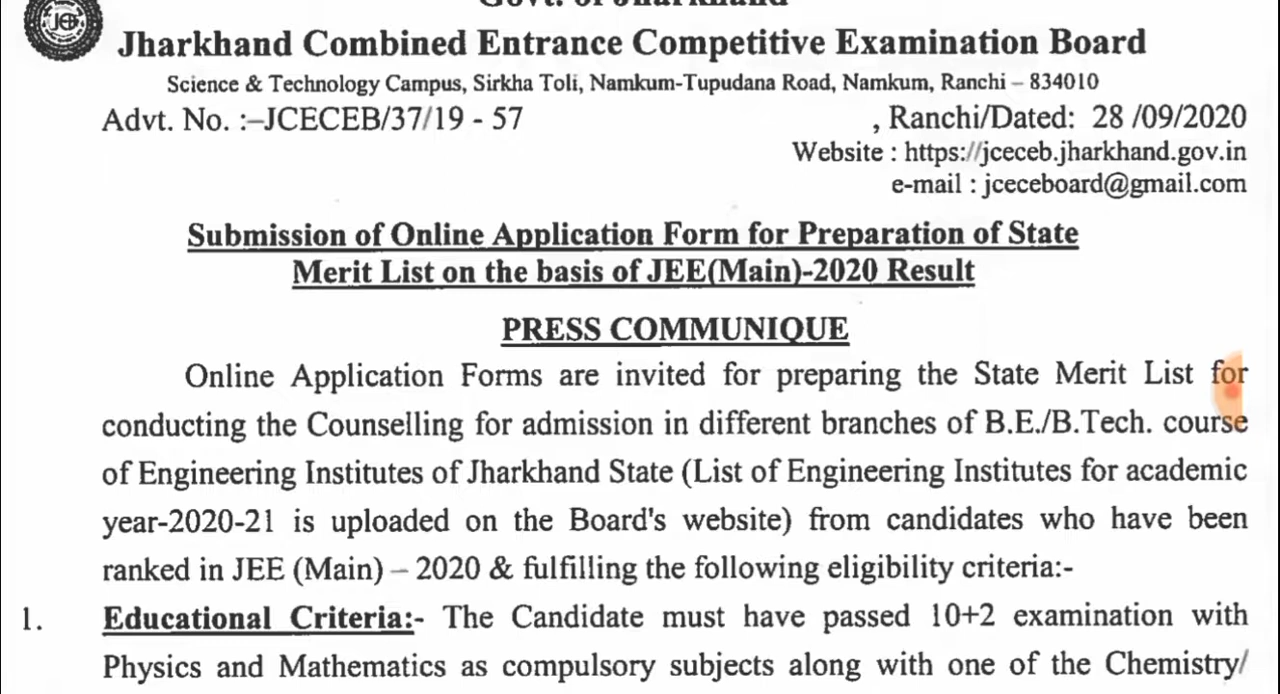 Govt. of Jharkhand
Jharkhand Combined Entrance Competitive Examination Board
Science & Technology Campus, Sirkha Toli, Namkum-Tupudana Road, Namkum, Ranchi – 834010
Advt. No. :–JCECEB/37/19 - 57 , Ranchi/Dated: 28 /09/2020
Website : https://jceceb.jharkhand.gov.in
e-mail : jceceboard@gmail.com
Submission of Online Application Form for Preparation of State
Merit List on the basis of JEE(Main)-2020 Result
PRESS COMMUNIQUE
Online Application Forms are invited for preparing the State Merit List for
conducting the Counselling for admission in different branches of B.E./B.Tech. course
of Engineering Institutes of Jharkhand State (List of Engineering Institutes for academic
year-2020-21 is uploaded on the Board's website) from candidates who have been
ranked in JEE (Main) – 2020 & fulfilling the following eligibility criteria:-
1. Educational Criteria:- The Candidate must have passed 10+2 examination with
Physics and Mathematics as compulsory subjects along with one of the Chemistry/